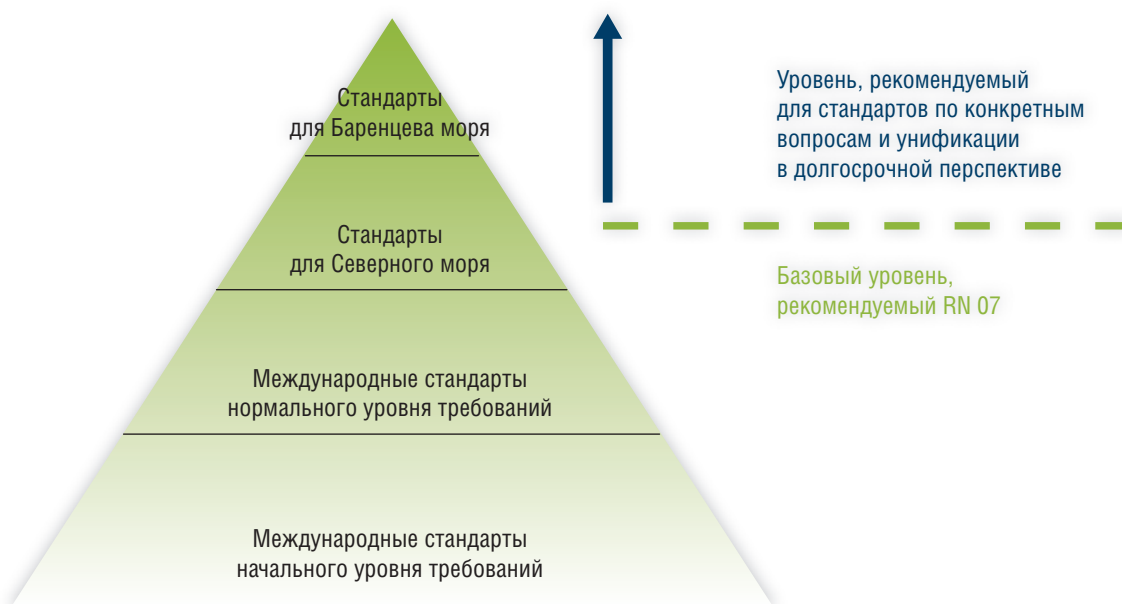 Стандарты
для Баренцева моря
Уровень, рекомендуемый
для стандартов по конкретным
вопросам и унификации
в долгосрочной перспективе
Стандарты
для Северного моря
Базовый уровень,
рекомендуемый RN 07
Международные стандарты
нормального уровня требований
Международные стандарты
начального уровня требований